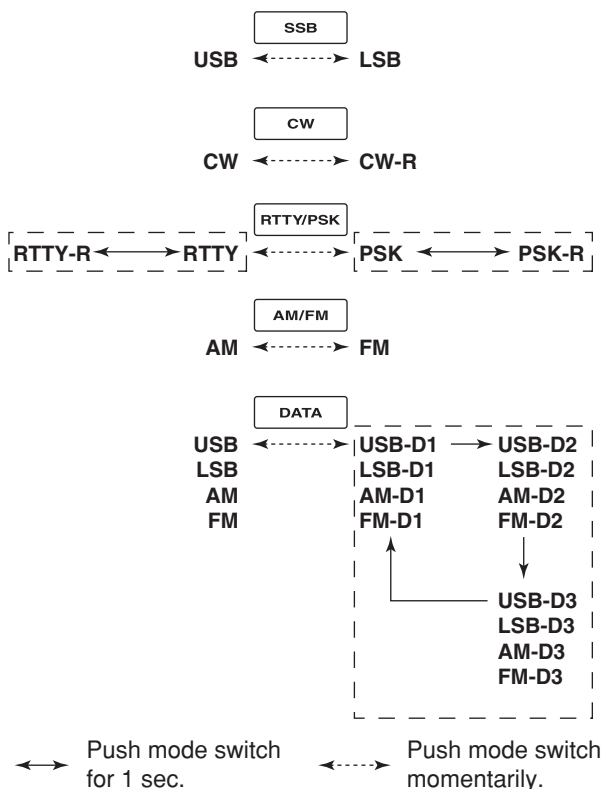 SSB
USB LSB
CW
CW CW-R
RTTY/PSK
RTTY-R RTTY PSK PSK-R
AM/FM
AM FM
DATA
USB USB-D1 USB-D2
LSB LSB-D1 LSB-D2
AM AM-D1 AM-D2
FM FM-D1 FM-D2
USB-D3
LSB-D3
AM-D3
FM-D3
Push mode switch Push mode switch
for 1 sec. momentarily.